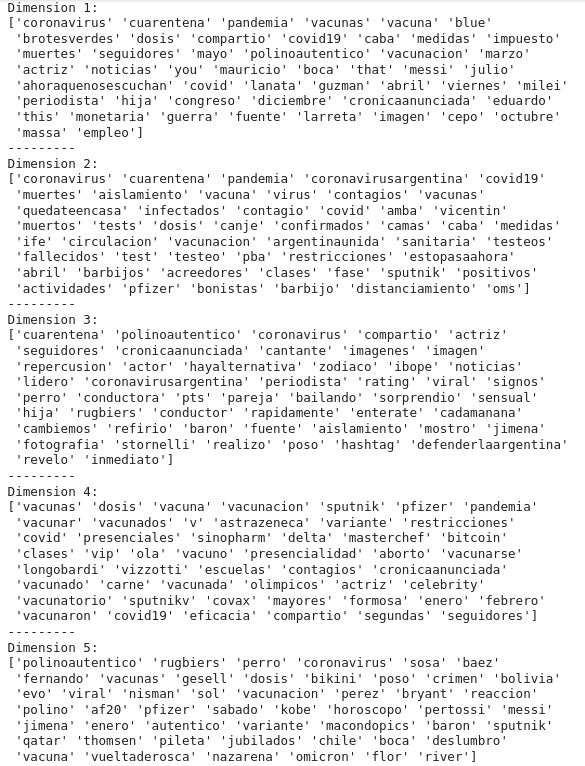 Dimension 1:
['coronavirus' 'cuarentena' 'pandemia' 'vacunas' 'vacuna' 'blue'
'brotesverdes' 'dosis' 'compartio' 'covid19' 'caba' 'medidas' 'impuesto'
'muertes' 'seguidores' 'mayo' 'polinoautentico' 'vacunacion' 'marzo'
'actriz' 'noticias' 'you' 'mauricio' 'boca' 'that' 'messi' 'julio'
'ahoraquenosescuchan' 'covid' 'lanata' 'guzman' 'abril' 'viernes' 'milei'
'periodista' 'hija' 'congreso' 'diciembre' 'cronicaanunciada' 'eduardo'
'this' 'monetaria' 'guerra' 'fuente' 'larreta' 'imagen' 'cepo' 'octubre'
'massa' 'empleo']
---------
Dimension 2:
['coronavirus' 'cuarentena' 'pandemia' 'coronavirusargentina' 'covid19'
'muertes' 'aislamiento' 'vacuna' 'virus' 'contagios' 'vacunas'
'quedateencasa' 'infectados' 'contagio' 'covid' 'amba' 'vicentin'
'muertos' 'tests' 'dosis' 'canje' 'confirmados' 'camas' 'caba' 'medidas'
'ife' 'circulacion' 'vacunacion' 'argentinaunida' 'sanitaria' 'testeos'
'fallecidos' 'test' 'testeo' 'pba' 'restricciones' 'estopasaahora'
'abril' 'barbijos' 'acreedores' 'clases' 'fase' 'sputnik' 'positivos'
'actividades' 'pfizer' 'bonistas' 'barbijo' 'distanciamiento' 'oms']
---------
Dimension 3:
['cuarentena' 'polinoautentico' 'coronavirus' 'compartio' 'actriz'
'seguidores' 'cronicaanunciada' 'cantante' 'imagenes' 'imagen'
'repercusion' 'actor' 'hayalternativa' 'zodiaco' 'ibope' 'noticias'
'lidero' 'coronavirusargentina' 'periodista' 'rating' 'viral' 'signos'
'perro' 'conductora' 'pts' 'pareja' 'bailando' 'sorprendio' 'sensual'
'hija' 'rugbiers' 'conductor' 'rapidamente' 'enterate' 'cadamanana'
'cambiemos' 'refirio' 'baron' 'fuente' 'aislamiento' 'mostro' 'jimena'
'fotografia' 'stornelli' 'realizo' 'poso' 'hashtag' 'defenderlaargentina'
'revelo' 'inmediato']
---------
Dimension 4:
['vacunas' 'dosis' 'vacuna' 'vacunacion' 'sputnik' 'pfizer' 'pandemia'
'vacunar' 'vacunados' 'v' 'astrazeneca' 'variante' 'restricciones'
'covid' 'presenciales' 'sinopharm' 'delta' 'masterchef' 'bitcoin'
'clases' 'vip' 'ola' 'vacuno' 'presencialidad' 'aborto' 'vacunarse'
'longobardi' 'vizzotti' 'escuelas' 'contagios' 'cronicaanunciada'
'vacunado' 'carne' 'vacunada' 'olimpicos' 'actriz' 'celebrity'
'vacunatorio' 'sputnikv' 'covax' 'mayores' 'formosa' 'enero' 'febrero'
'vacunaron' 'covid19' 'eficacia' 'compartio' 'segundas' 'seguidores']
---------
Dimension 5:
['polinoautentico' 'rugbiers' 'perro' 'coronavirus' 'sosa' 'baez'
'fernando' 'vacunas' 'gesell' 'dosis' 'bikini' 'poso' 'crimen' 'bolivia'
'evo' 'viral' 'nisman' 'sol' 'vacunacion' 'perez' 'bryant' 'reaccion'
'polino' 'af20' 'pfizer' 'sabado' 'kobe' 'horoscopo' 'pertossi' 'messi'
'jimena' 'enero' 'autentico' 'variante' 'macondopics' 'baron' 'sputnik'
'qatar' 'thomsen' 'pileta' 'jubilados' 'chile' 'boca' 'deslumbro'
'vacuna' 'vueltaderosca' 'nazarena' 'omicron' 'flor' 'river']